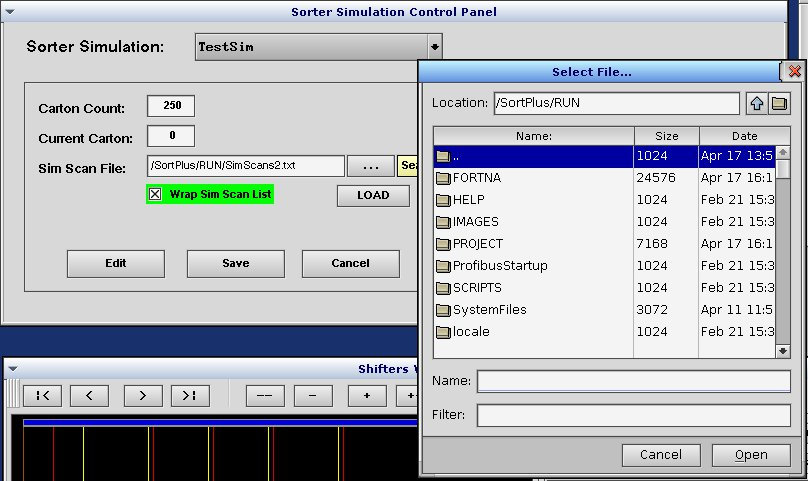 Sorter Simulation Control Panel
Sorter Simulation: TestSim
Carton Count: 250
Current Carton: 0
Sim Scan File: /SortPlus/RUN/SimScans2.txt ... Sea
Wrap Sim Scan List LOAD
Edit Save Cancel
Select File...
Location: /SortPlus/RUN
Name: Size Date
.. 1024 Apr 17 13:5
FORTNA 24576 Apr 17 16:1
HELP 1024 Feb 21 15:3
IMAGES 1024 Feb 21 15:3
PROJECT 7168 Apr 17 16:1
ProfibusStartup 1024 Feb 21 15:3
SCRIPTS 1024 Feb 21 15:3
SystemFiles 3072 Apr 11 11:5
locale 1024 Feb 21 15:3
Name:
Filter:
Cancel Open
Shifters
|< < > >| -- - +